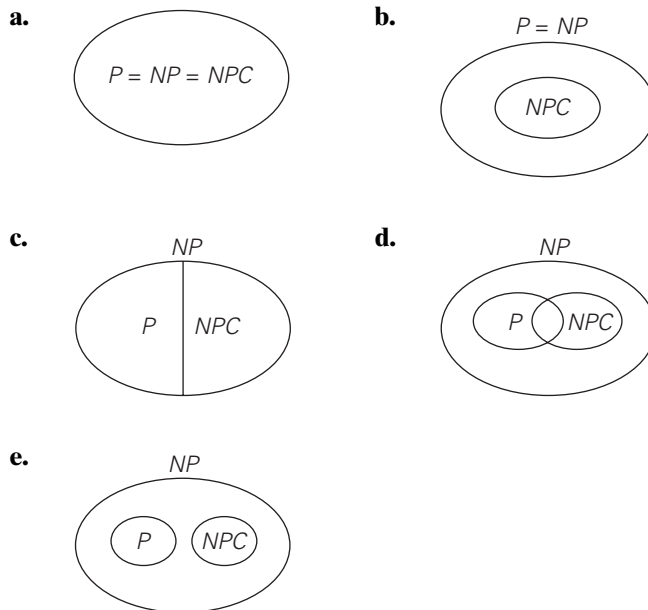 a.
P = NP = NPC
b.
P = NP
NPC
c.
NP
P NPC
d.
NP
P NPC
e.
NP
P NPC